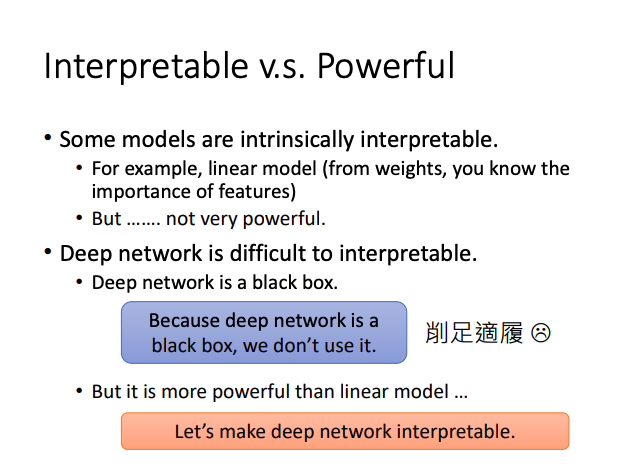 Interpretable v.s. Powerful
• Some models are intrinsically interpretable.
• For example, linear model (from weights, you know the
importance of features)
• But ……. not very powerful.
• Deep network is difficult to interpretable.
• Deep network is a black box.
Because deep network is a
black box, we don’t use it.
削足適履 ☹
• But it is more powerful than linear model …
Let’s make deep network interpretable.